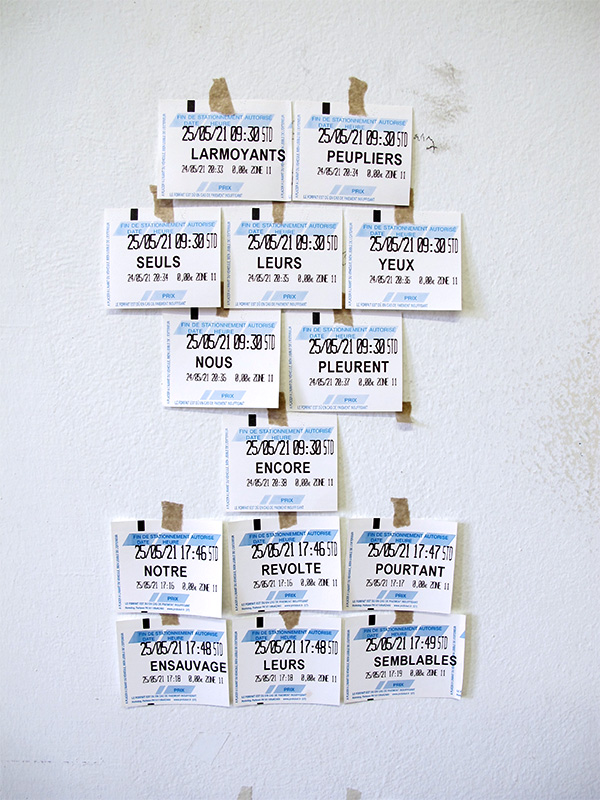 FIN DE STATIONNEMENT AUTORISÉ
DATE HEURE
25/05/21 09:30 STD
LARMOYANTS
24/05/21 20:33 0,00€ ZONE 11
PRIX
FIN DE STATIONNEMENT AUTORISÉ
DATE HEURE
25/05/21 09:30 STD
PEUPLIERS
24/05/21 20:34 0,00€ ZONE 11
PRIX
FIN DE STATIONNEMENT AUTORISÉ
DATE HEURE
25/05/21 09:30 STD
SEULS
24/05/21 20:34 0,00€ ZONE 11
PRIX
FIN DE STATIONNEMENT AUTORISÉ
DATE HEURE
25/05/21 09:30 STD
LEURS
24/05/21 20:35 0,00€ ZONE 11
PRIX
FIN DE STATIONNEMENT AUTORISÉ
DATE HEURE
25/05/21 09:30 STD
YEUX
24/05/21 20:36 0,00€ ZONE 11
PRIX
FIN DE STATIONNEMENT AUTORISÉ
DATE HEURE
25/05/21 09:30 STD
NOUS
24/05/21 20:35 0,00€ ZONE 11
PRIX
FIN DE STATIONNEMENT AUTORISÉ
DATE HEURE
25/05/21 09:30 STD
PLEURENT
24/05/21 20:37 0,00€ ZONE 11
PRIX
FIN DE STATIONNEMENT AUTORISÉ
DATE HEURE
25/05/21 09:30 STD
ENCORE
24/05/21 20:38 0,00€ ZONE 11
PRIX
FIN DE STATIONNEMENT AUTORISÉ
DATE HEURE
25/05/21 17:46 STD
NOTRE
25/05/21 17:16 0,00€ ZONE 11
PRIX
FIN DE STATIONNEMENT AUTORISÉ
DATE HEURE
25/05/21 17:46 STD
REVOLTE
25/05/21 17:16 0,00€ ZONE 11
PRIX
FIN DE STATIONNEMENT AUTORISÉ
DATE HEURE
25/05/21 17:47 STD
POURTANT
25/05/21 17:17 0,00€ ZONE 11
PRIX
FIN DE STATIONNEMENT AUTORISÉ
DATE HEURE
25/05/21 17:48 STD
ENSAUVAGE
25/05/21 17:18 0,00€ ZONE 11
PRIX
FIN DE STATIONNEMENT AUTORISÉ
DATE HEURE
25/05/21 17:48 STD
LEURS
25/05/21 17:18 0,00€ ZONE 11
PRIX
FIN DE STATIONNEMENT AUTORISÉ
DATE HEURE
25/05/21 17:49 STD
SEMBLABLES
25/05/21 17:19 0,00€ ZONE 11
PRIX